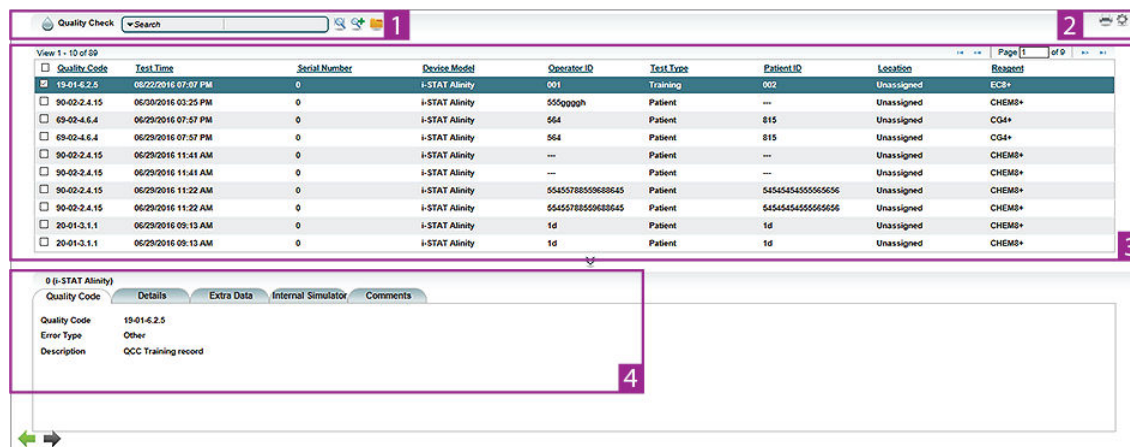 Quality Check Search 1 2
View 1 - 10 of 89 Page 1 of 9
Quality Code Test Time Serial Number Device Model Operator ID Test Type Patient ID Location Reagent
19-01-6.2.5 08/22/2016 07:07 PM 0 i-STAT Alinity 001 Training 002 Unassigned EC8+
90-02-2.4.15 06/30/2016 03:25 PM 0 i-STAT Alinity 555ggggh Patient --- Unassigned CHEM8+
69-02-4.6.4 06/29/2016 07:57 PM 0 i-STAT Alinity 564 Patient 815 Unassigned CG4+
69-02-4.6.4 06/29/2016 07:57 PM 0 i-STAT Alinity 564 Patient 815 Unassigned CG4+
90-02-2.4.15 06/29/2016 11:41 AM 0 i-STAT Alinity --- Patient --- Unassigned CHEM8+
90-02-2.4.15 06/29/2016 11:41 AM 0 i-STAT Alinity --- Patient --- Unassigned CHEM8+
90-02-2.4.15 06/29/2016 11:22 AM 0 i-STAT Alinity 55455788559688645 Patient 54545454555565656 Unassigned CHEM8+
90-02-2.4.15 06/29/2016 11:22 AM 0 i-STAT Alinity 55455788559688645 Patient 54545454555565656 Unassigned CHEM8+
20-01-3.1.1 06/29/2016 09:13 AM 0 i-STAT Alinity 1d Patient 1d Unassigned CHEM8+
20-01-3.1.1 06/29/2016 09:13 AM 0 i-STAT Alinity 1d Patient 1d Unassigned CHEM8+
3
0 (i-STAT Alinity)
Quality Code Details Extra Data Internal Simulator Comments
Quality Code 19-01-6.2.5
Error Type Other
Description QCC Training record
4